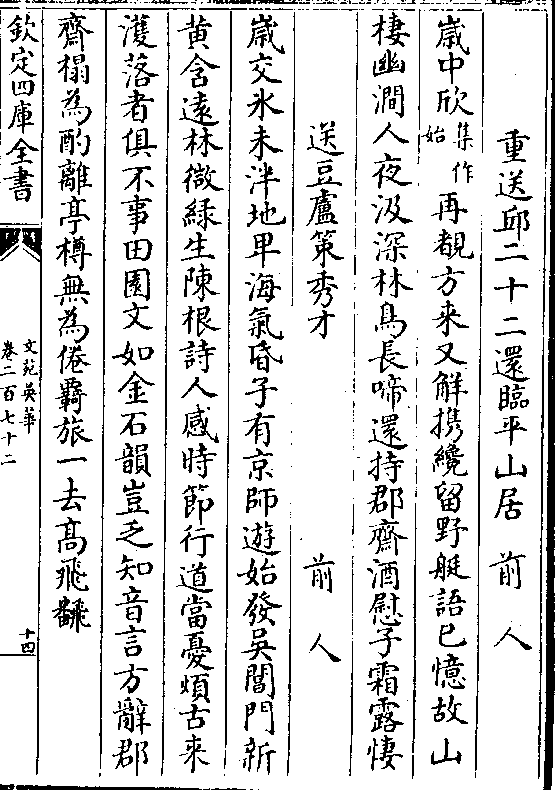 重送邱二十二還臨平山居　前人
歲中欣集作始再覩方來又解携纔留野艇語已憶故山
棲幽澗人夜汲深林鳥長啼還持郡齋酒慰子霜露悽
送豆盧策秀才　前人
歲交氷未泮地卑海氣昏子有京師遊始發吳閶門新
黄含遠林微緑生陳根詩人感時節行道當憂煩古來
濩落者俱不事田園文如金石韻豈乏知音言方辭郡
齋榻為酌離亭樽無為倦羇旅一去髙飛飜
欽定四庫全書
文苑英華
卷二百七十二
十四